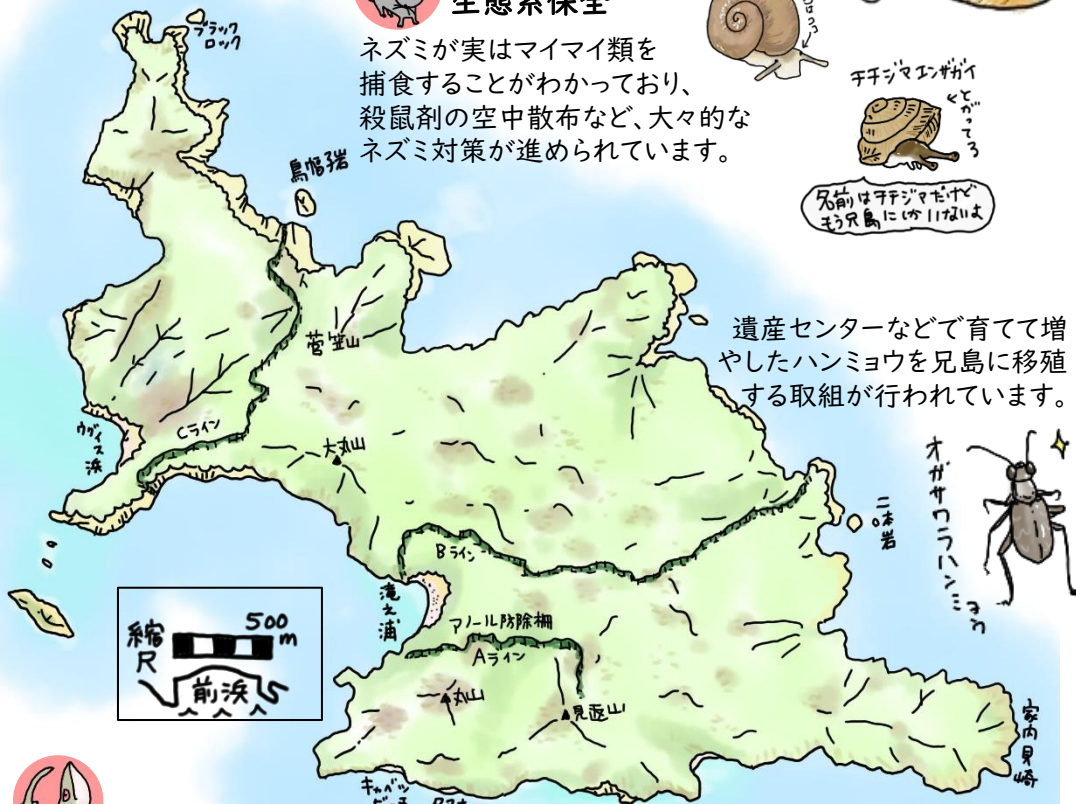 生態系保全
ネズミが実はマイマイ類を
捕食することがわかっており、
殺鼠剤の空中散布など、大々的な
ネズミ対策が進められています。
チチジマエンザガイ
とがってる
名前はチチジマだけど
もう兄島にしかいないよ
ブラック
ロック
烏帽子岩
菅笠山
遺産センターなどで育てて増
やしたハンミョウを兄島に移殖
する取組が行われています。
オガサワラハンミョウ
ウグイス
浜
Cライン
大丸山
二本岩
Bライン
滝之浦
アノール防除柵
Aライン
縮尺
500
m
前浜
丸山
見返山
家内見崎
キャベツ